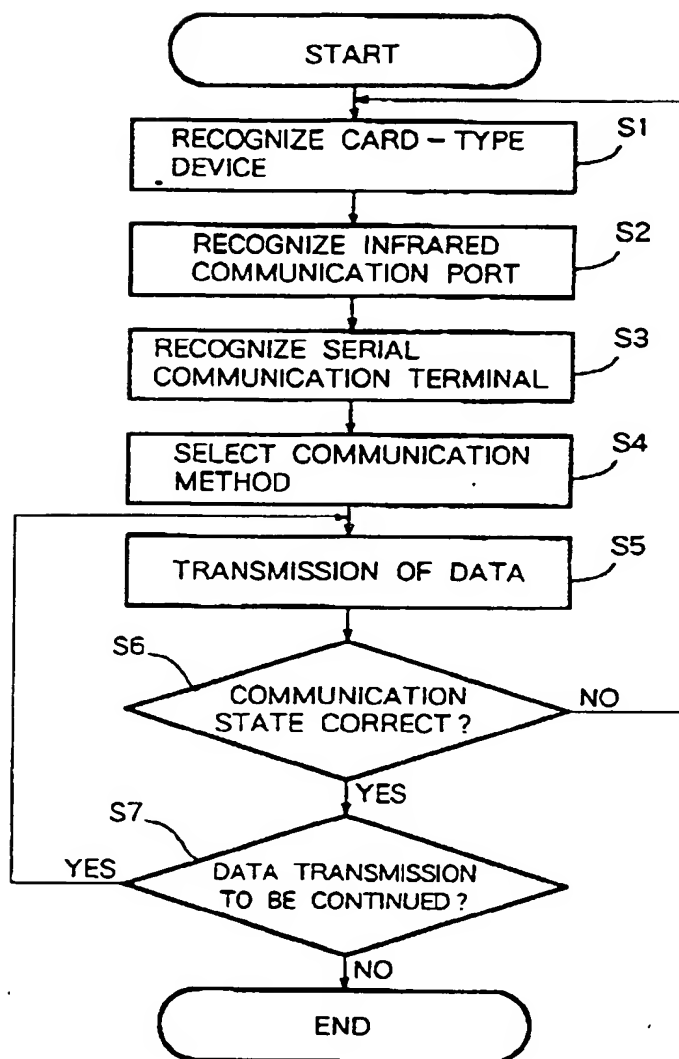 START
RECOGNIZE CARD-TYPE
DEVICE
S1
RECOGNIZE INFRARED
COMMUNICATION PORT
S2
RECOGNIZE SERIAL
COMMUNICATION TERMINAL
S3
SELECT COMMUNICATION
METHOD
S4
TRANSMISSION OF DATA
S5
S6
COMMUNICATION
STATE CORRECT?
NO
YES
S7
YES
DATA TRANSMISSION
TO BE CONTINUED?
NO
END